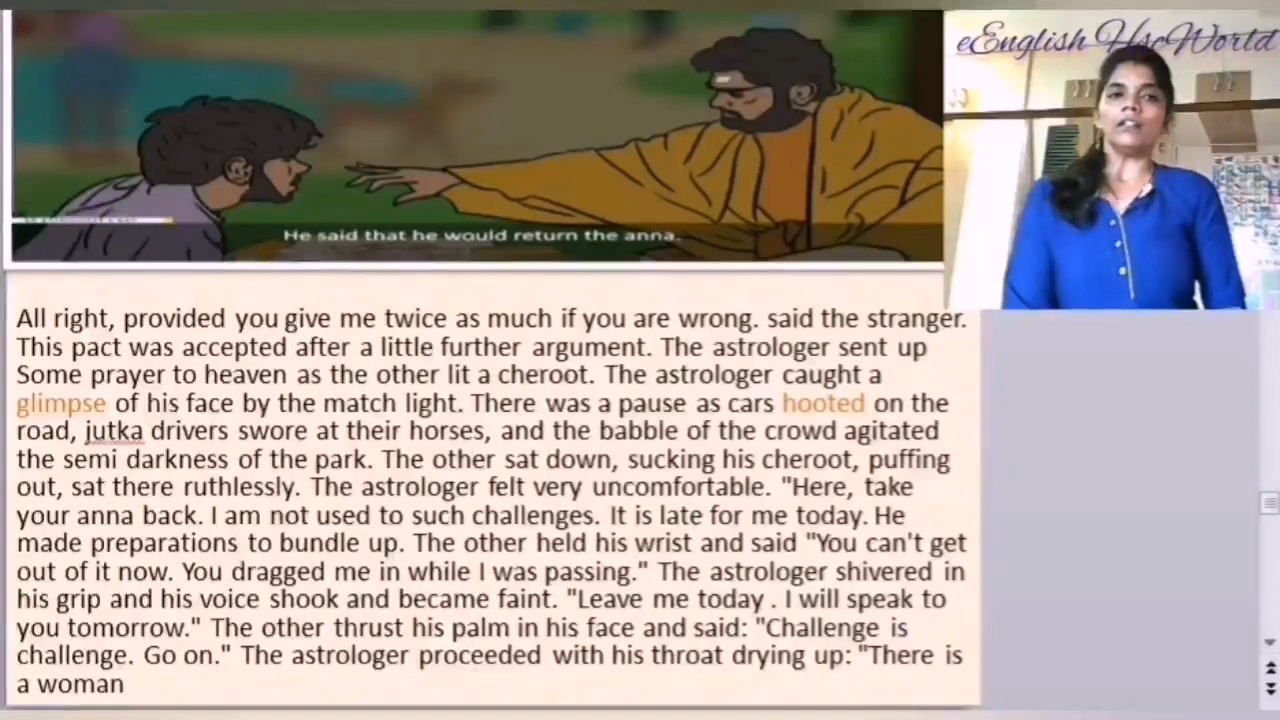 eEnglish HscWorld
He said that he would return the anna.
All right, provided you give me twice as much if you are wrong. said the stranger.
This pact was accepted after a little further argument. The astrologer sent up
Some prayer to heaven as the other lit a cheroot. The astrologer caught a
glimpse of his face by the match light. There was a pause as cars hooted on the
road, jutka drivers swore at their horses, and the babble of the crowd agitated
the semi darkness of the park. The other sat down, sucking his cheroot, puffing
out, sat there ruthlessly. The astrologer felt very uncomfortable. "Here, take
your anna back. I am not used to such challenges. It is late for me today. He
made preparations to bundle up. The other held his wrist and said "You can't get
out of it now. You dragged me in while I was passing." The astrologer shivered in
his grip and his voice shook and became faint. "Leave me today . I will speak to
you tomorrow." The other thrust his palm in his face and said: "Challenge is
challenge. Go on." The astrologer proceeded with his throat drying up: "There is
a woman